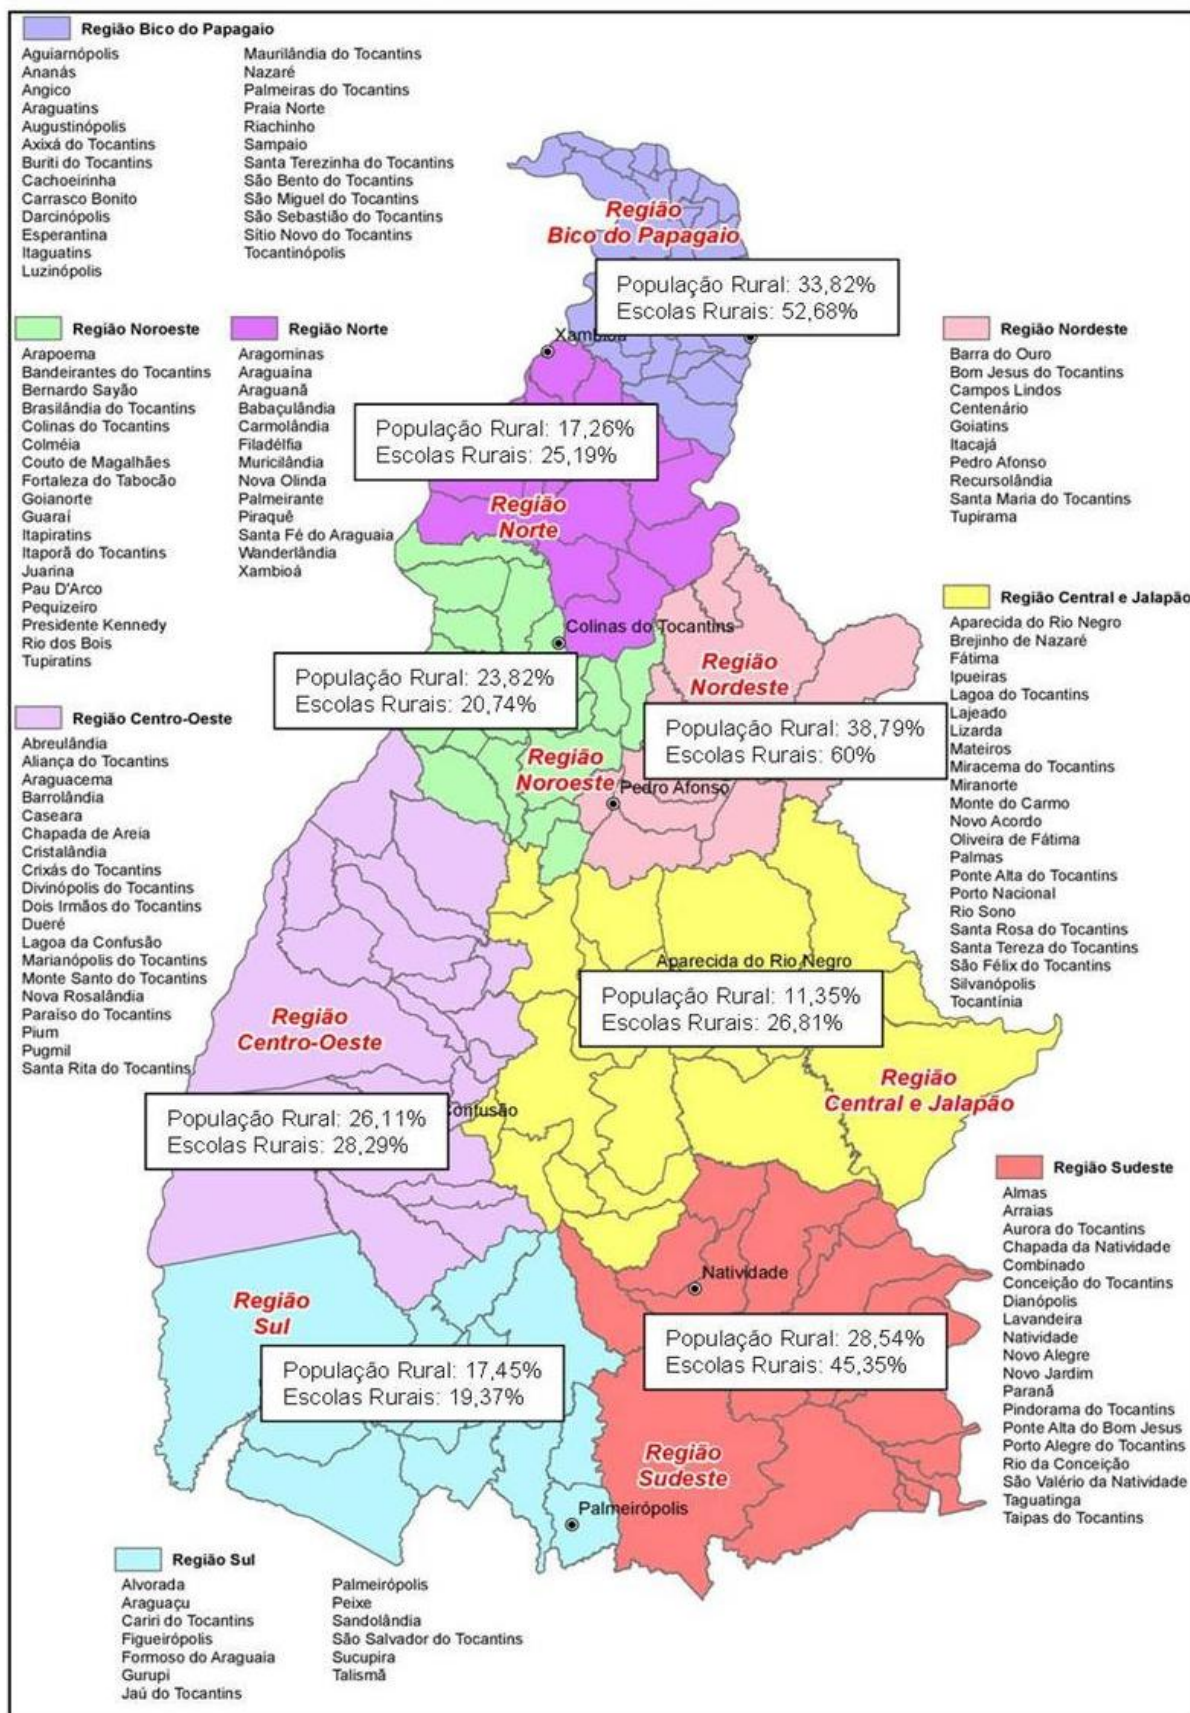 Região Bico do Papagaio
Aguiarnópolis
Ananás
Angico
Araguatins
Augustinópolis
Axixá do Tocantins
Buriti do Tocantins
Cachoeirinha
Carrasco Bonito
Darcinópolis
Esperantina
Itaguatins
Luzinópolis
Maurilândia do Tocantins
Nazaré
Palmeiras do Tocantins
Praia Norte
Riachinho
Sampaio
Santa Terezinha do Tocantins
São Bento do Tocantins
São Miguel do Tocantins
São Sebastião do Tocantins
Sítio Novo do Tocantins
Tocantinópolis
Região
Bico do Papagaio
População Rural: 33,82%
Escolas Rurais: 52,68%
Região Noroeste
Arapoema
Bandeirantes do Tocantins
Bernardo Sayão
Brasilândia do Tocantins
Colinas do Tocantins
Colméia
Couto de Magalhães
Fortaleza do Tabocão
Goianorte
Guaraí
Itapiratins
Itaporã do Tocantins
Juarina
Pau D'Arco
Pequizeiro
Presidente Kennedy
Rio dos Bois
Tupiratins
Região Norte
Aragominas
Araguaína
Araguanã
Babaçulândia
Carmolândia
Filadélfia
Muricilândia
Nova Olinda
Palmeirante
Piraquê
Santa Fé do Araguaia
Wanderlândia
Xambioá
Xambioá
População Rural: 17,26%
Escolas Rurais: 25,19%
Região
Norte
Região Nordeste
Barra do Ouro
Bom Jesus do Tocantins
Campos Lindos
Centenário
Goiatins
Itacajá
Pedro Afonso
Recursolândia
Santa Maria do Tocantins
Tupirama
Colinas do Tocantins
População Rural: 23,82%
Escolas Rurais: 20,74%
Região
Noroeste
Região
Nordeste
População Rural: 38,79%
Escolas Rurais: 60%
Pedro Afonso
Região Central e Jalapão
Aparecida do Rio Negro
Brejinho de Nazaré
Fátima
Ipueiras
Lagoa do Tocantins
Lajeado
Lizarda
Mateiros
Miracema do Tocantins
Miranorte
Monte do Carmo
Novo Acordo
Oliveira de Fátima
Palmas
Ponte Alta do Tocantins
Porto Nacional
Rio Sono
Santa Rosa do Tocantins
Santa Tereza do Tocantins
São Félix do Tocantins
Silvanópolis
Tocantínia
Região Centro-Oeste
Abreulândia
Aliança do Tocantins
Araguacema
Barrolândia
Caseara
Chapada de Areia
Cristalândia
Crixás do Tocantins
Divinópolis do Tocantins
Dois Irmãos do Tocantins
Dueré
Lagoa da Confusão
Marianópolis do Tocantins
Monte Santo do Tocantins
Nova Rosalândia
Paraíso do Tocantins
Pium
Pugmil
Santa Rita do Tocantins
Aparecida do Rio Negro
População Rural: 11,35%
Escolas Rurais: 26,81%
Região
Centro-Oeste
Região
Central e Jalapão
Confusão
População Rural: 26,11%
Escolas Rurais: 28,29%
Região Sudeste
Almas
Arraias
Aurora do Tocantins
Chapada da Natividade
Combinado
Conceição do Tocantins
Dianópolis
Lavandeira
Natividade
Novo Alegre
Novo Jardim
Paranã
Pindorama do Tocantins
Ponte Alta do Bom Jesus
Porto Alegre do Tocantins
Rio da Conceição
São Valério da Natividade
Taguatinga
Taipas do Tocantins
Natividade
População Rural: 28,54%
Escolas Rurais: 45,35%
Região
Sudeste
Região
Sul
População Rural: 17,45%
Escolas Rurais: 19,37%
Palmeirópolis
Região Sul
Alvorada
Araguaçu
Cariri do Tocantins
Figueirópolis
Formoso do Araguaia
Gurupi
Jaú do Tocantins
Palmeirópolis
Peixe
Sandolândia
São Salvador do Tocantins
Sucupira
Talismã